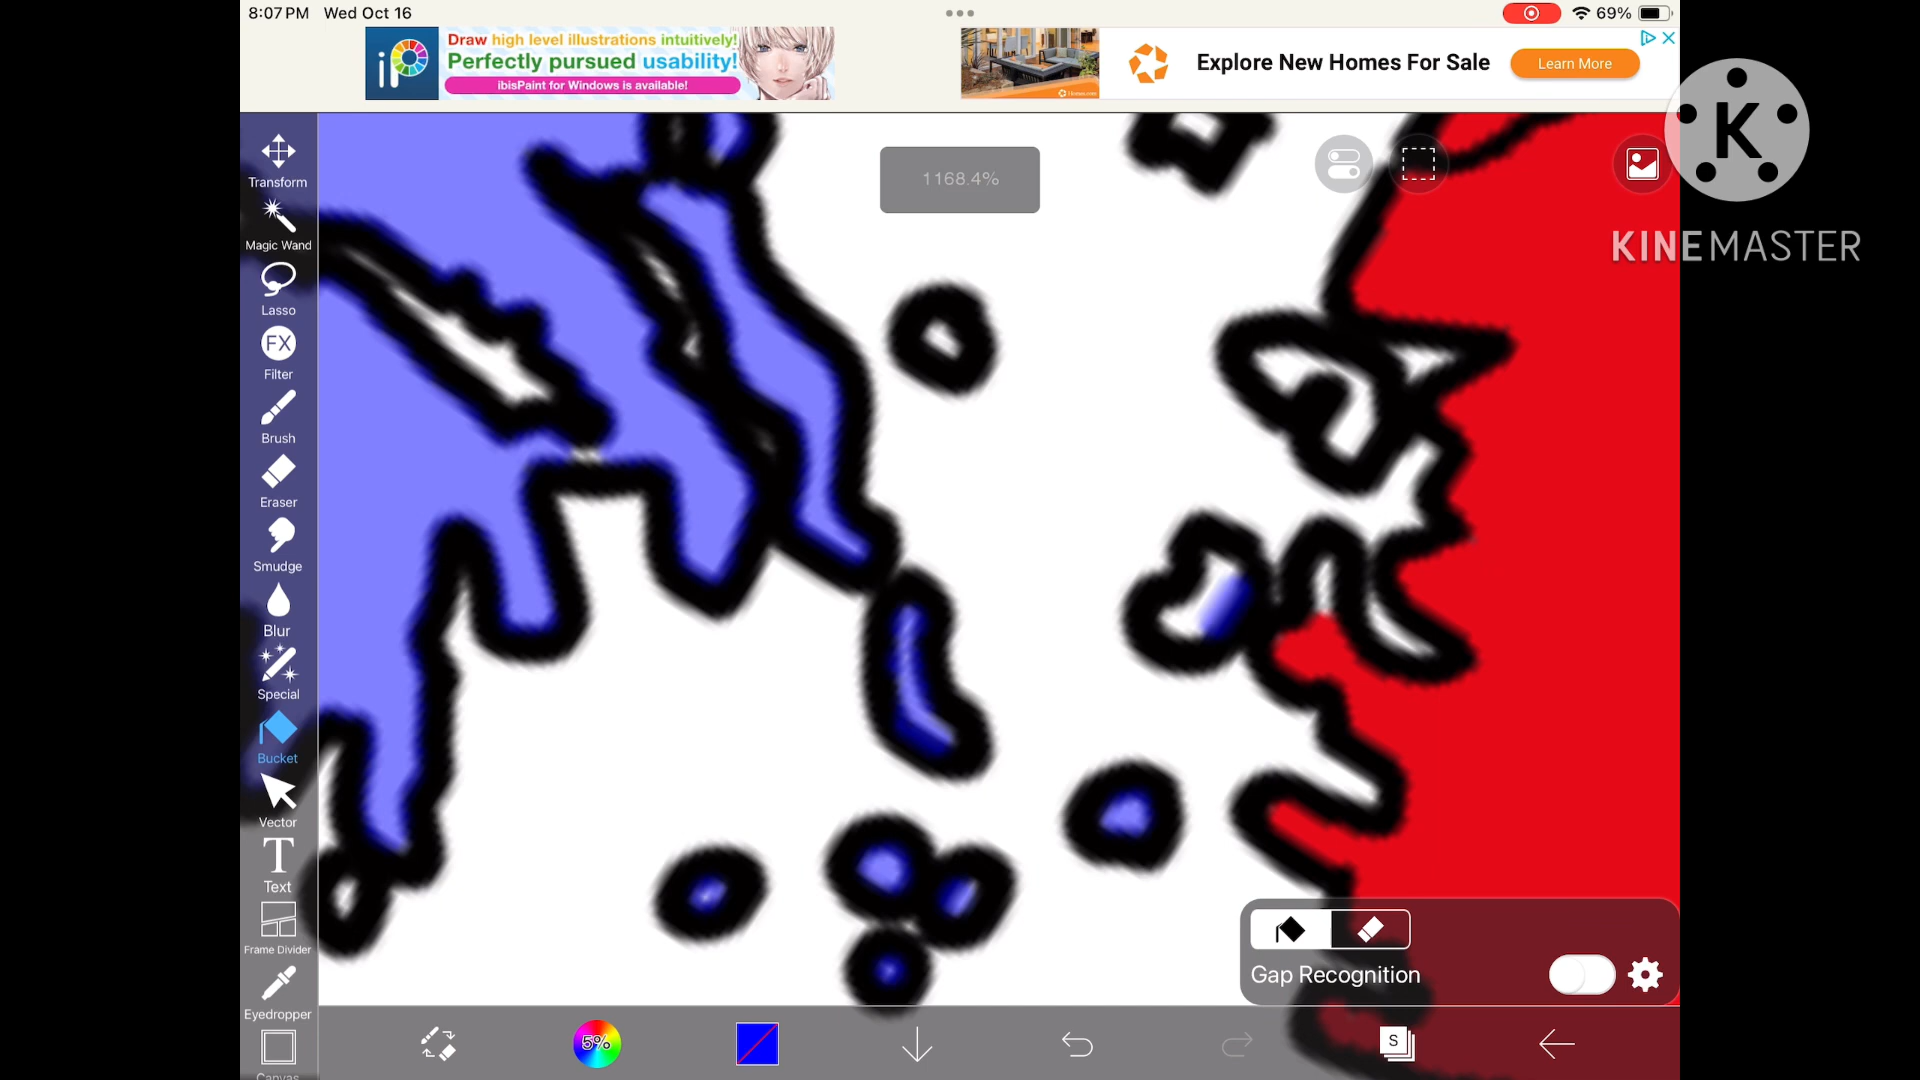 8:07 PM Wed Oct 16
69%
iP
Draw high level illustrations intuitively!
Perfectly pursued usability!
ibisPaint for Windows is available!
Explore New Homes For Sale
Learn More
K
KINEMASTER
1168.4%
Transform
Magic Wand
Lasso
FX
Filter
Brush
Eraser
Smudge
Blur
Special
Bucket
Vector
T
Text
Frame Divider
Eyedropper
Canvas
Gap Recognition
5%
S